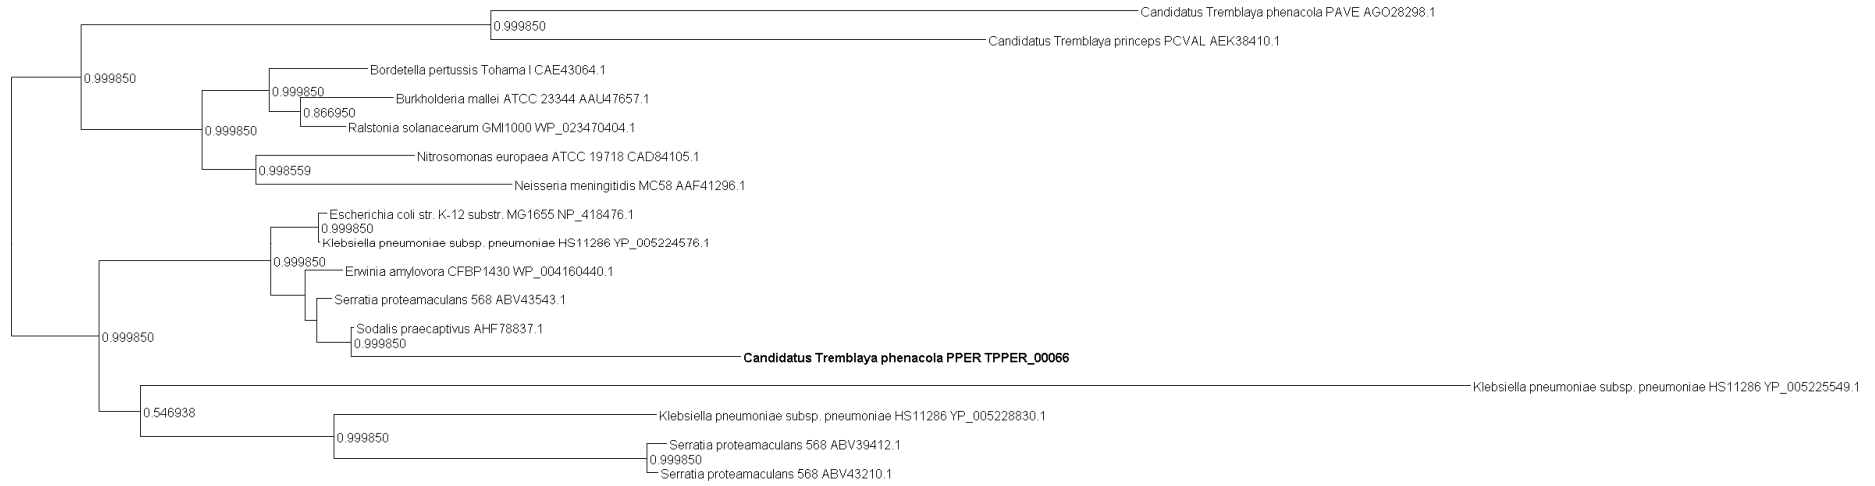 Candidatus Tremblaya phenacola PAVE AGO28298.1
0.999850
Candidatus Tremblaya princeps PCVAL AEK38410.1
0.999850
Bordetella pertussis Tohama I CAE43064.1
0.999850
Burkholderia mallei ATCC 23344 AAU47657.1
0.866950
Ralstonia solanacearum GMI1000 WP_023470404.1
0.999850
Nitrosomonas europaea ATCC 19718 CAD84105.1
0.998559
Neisseria meningitidis MC58 AAF41296.1
Escherichia coli str. K-12 substr. MG1655 NP_418476.1
0.999850
Klebsiella pneumoniae subsp. pneumoniae HS11286 YP_005224576.1
0.999850
Erwinia amylovora CFBP1430 WP_004160440.1
Serratia proteamaculans 568 ABV43543.1
Sodalis praecaptivus AHF78837.1
0.999850
0.999850
Candidatus Tremblaya phenacola PPER TPPER_00066
Klebsiella pneumoniae subsp. pneumoniae HS11286 YP_005225549.1
0.546938
Klebsiella pneumoniae subsp. pneumoniae HS11286 YP_005228830.1
0.999850
Serratia proteamaculans 568 ABV39412.1
0.999850
Serratia proteamaculans 568 ABV43210.1